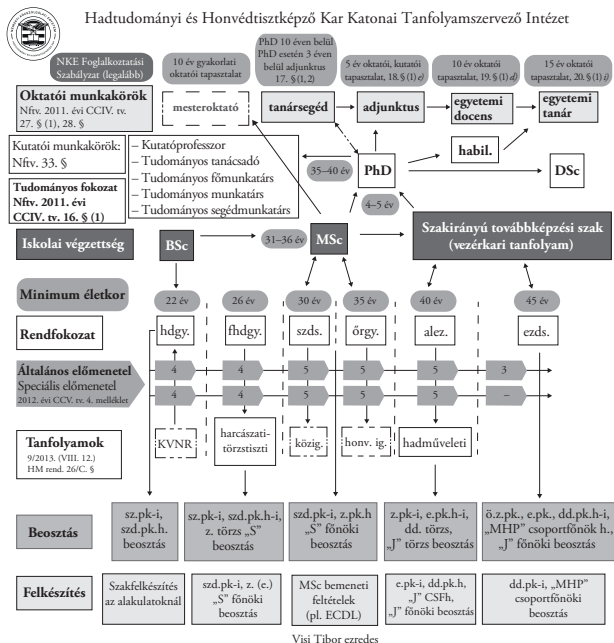 Hadtudományi és Honvédtisztképző Kar Katonai Tanfolyamszervező Intézet
NKE Foglalkoztatási
Szabályzat (legalább)
10 év gyakorlati
oktatói tapasztalat
PhD 10 éven belül
PhD esetén 3 éven
belül adjunktus
17. § (1, 2)
5 év oktatói, kutatói
tapasztalat, 18. § (1) e)
10 év oktatói
tapasztalat, 19. § (1) d)
15 év oktatói
tapasztalat, 20. § (1) i)
Oktatói munkakörök
Nftv. 2011. évi CCIV. tv.
27. § (1), 28. §
mesteroktató
tanársegéd
adjunktus
egyetemi
docens
egyetemi
tanár
Kutatói munkakörök:
Nftv. 33. §
– Kutatóprofesszor
– Tudományos tanácsadó
– Tudományos főmunkatárs
– Tudományos munkatárs
– Tudományos segédmunkatárs
habil.
35–40 év
PhD
DSc
Tudományos fokozat
Nftv. 2011. évi
CCIV. tv. 16. § (1)
4–5 év
Iskolai végzettség
BSc
31–36 év
MSc
Szakirányú továbbképzési szak
(vezérkari tanfolyam)
Minimum életkor
22 év
26 év
30 év
35 év
40 év
45 év
Rendfokozat
hdgy.
fhdgy.
szds.
őrgy.
alez.
ezds.
Általános előmenetel
Speciális előmenetel
2012. évi CCV. tv. 4. melléklet
4 4 5 5 5 3
4 4 5 5 5 –
Tanfolyamok
9/2013. (VIII. 12.)
HM rend. 26/C. §
KVNR
harcászati-
törzstiszti
közig.
honv. ig.
hadműveleti
Beosztás
sz.pk-i,
szd.pk.h.
beosztás
sz.pk-i, szd.pk.h-i,
z. törzs „S”
beosztás
szd.pk-i, z.pk.h
„S” főnöki
beosztás
z.pk-i, e.pk.h-i,
dd. törzs,
„J” törzs beosztás
ö.z.pk., e.pk., dd.pk.h-i,
„MHP” csoportfőnök h.,
„J” főnöki beosztás
Felkészítés
Szakfelkészítés
az alakulatoknál
szd.pk-i, z. (e.)
„S” főnöki
beosztás
MSc bemeneti
feltételek
(pl. ECDL)
e.pk-i, dd.pk.h,
„J” CSFh,
„J” főnöki beosztás
dd.pk-i, „MHP”
csoportfőnöki
beosztás
Visi Tibor ezredes